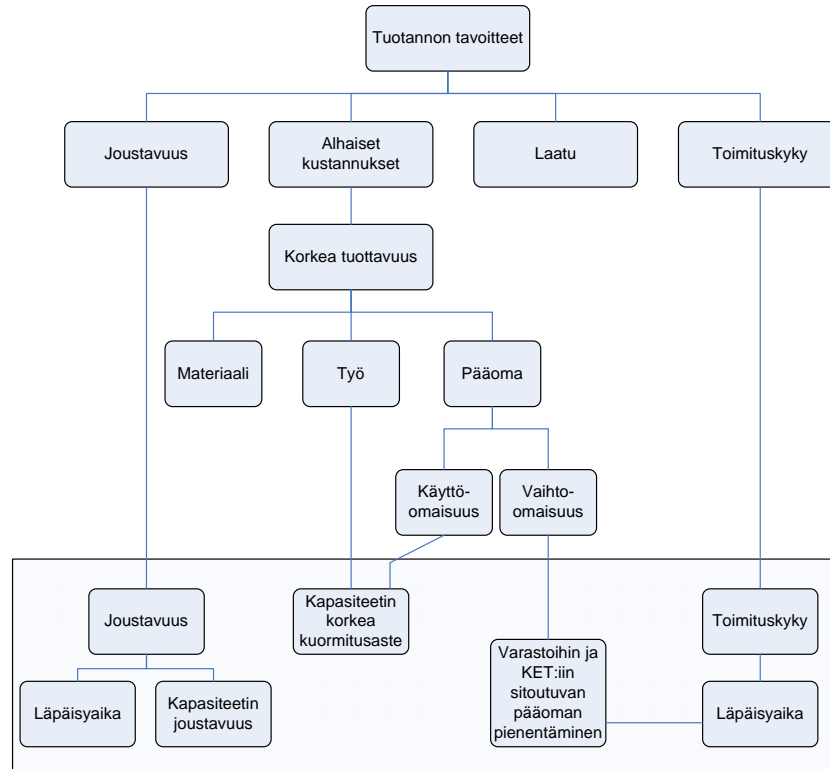 Tuotannon tavoitteet
Joustavuus
Alhaiset
kustannukset
Laatu
Toimituskyky
Korkea tuottavuus
Materiaali
Työ
Pääoma
Käyttö-
omaisuus
Vaihto-
omaisuus
Joustavuus
Kapasiteetin
korkea
kuormitusaste
Toimituskyky
Varastoihin ja
KET:iin
sitoutuvan
pääoman
pienentäminen
Läpäisyaika
Kapasiteetin
joustavuus
Läpäisyaika